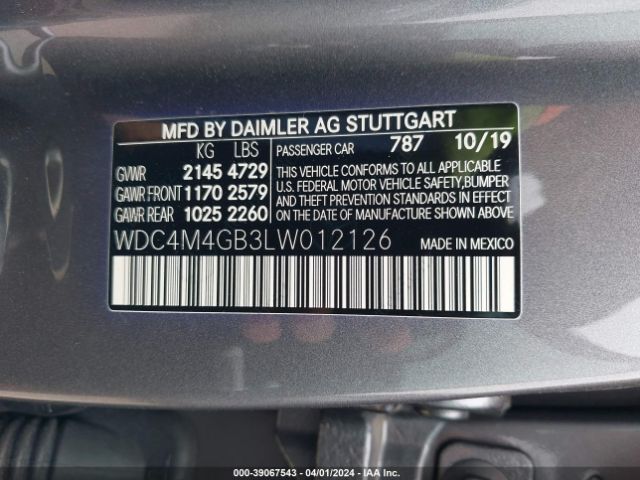 MFD BY DAIMLER AG STUTTGART
KG LBS PASSENGER CAR 787 10/19
GVWR 2145 4729
GAWR FRONT 1170 2579
GAWR REAR 1025 2260
THIS VEHICLE CONFORMS TO ALL APPLICABLE
U.S. FEDERAL MOTOR VEHICLE SAFETY,BUMPER
AND THEFT PREVENTION STANDARDS IN EFFECT
ON THE DATE OF MANUFACTURE SHOWN ABOVE.
WDC4M4GB3LW012126 MADE IN MEXICO
000-39067543 - 04/01/2024 - IAA Inc.